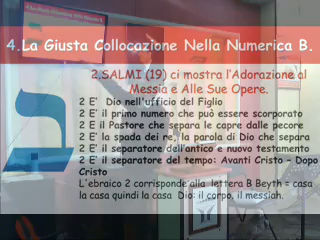 4.La Giusta Collocazione Nella Numerica B.
2.SALMI (19) ci mostra l'Adorazione al
Messia e Alle Sue Opere.
2 E' Dio nell'ufficio del Figlio
2 E' il primo numero che può essere scorporato
2 E il Pastore che separa le capre dalle pecore
2 E' la spada dei re, la parola di Dio che separa
2 E' il separatore dell'antico e nuovo testamento
2 E' il separatore del tempo: Avanti Cristo – Dopo
Cristo
L'ebraico 2 corrisponde alla lettera B Beyth = casa
la casa quindi la casa Dio: il corpo, il messiah.
ב